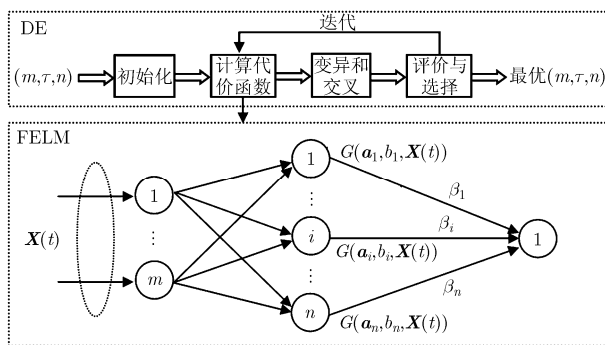 DE
迭代
(m,τ,n)
初始化
计算代
价函数
变异和
交叉
评价与
选择
最优(m,τ,n)
FELM
X(t)
1
⋮
m
1
⋮
i
⋮
n
G(a₁,b₁,X(t))
G(aᵢ,bᵢ,X(t))
G(aₙ,bₙ,X(t))
β₁
βᵢ
βₙ
1